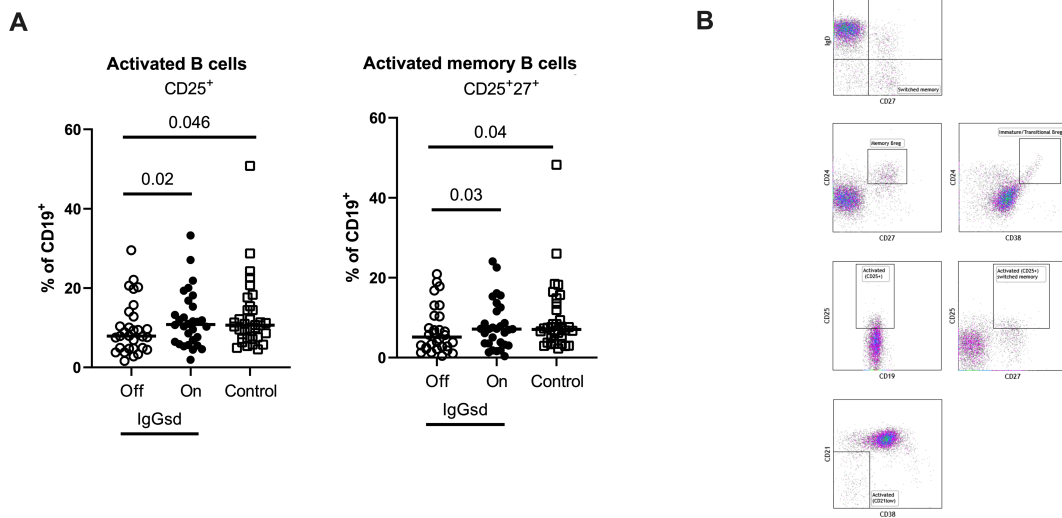 A
Activated B cells
CD25+
60
40
20
0
% of CD19+
0.046
0.02
Off
On
Control
IgGsd
Activated memory B cells
CD25+27+
60
40
20
0
% of CD19+
0.04
0.03
Off
On
Control
IgGsd
B
IgD
Switched memory
CD27
CD24
Memory Breg
CD27
CD24
Immature/Transitional Breg
CD38
CD25
Activated
(CD25+)
CD19
CD25
Activated (CD25+)
switched memory
CD27
CD21
Activated
(CD21low)
CD38